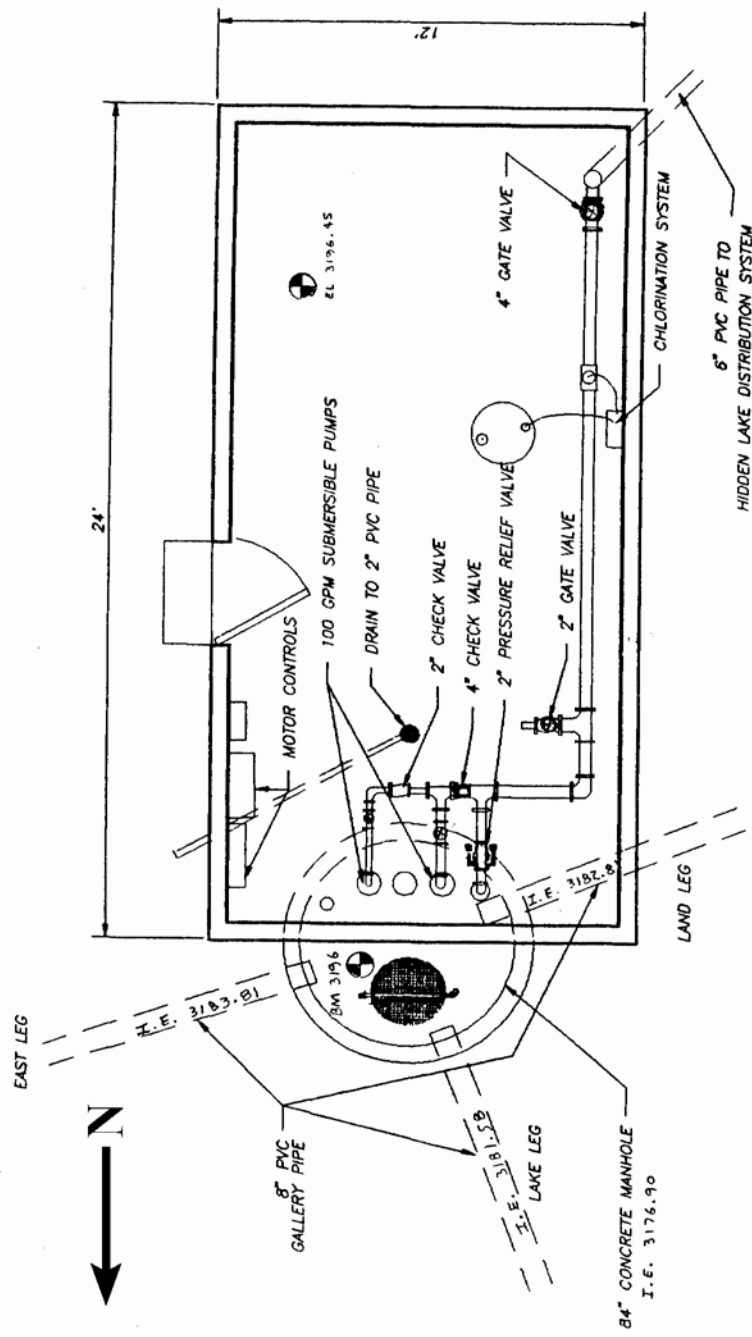 24'
12'
EL 3196.45
4" GATE VALVE
CHLORINATION SYSTEM
6" PVC PIPE TO
HIDDEN LAKE DISTRIBUTION SYSTEM
MOTOR CONTROLS
100 GPM SUBMERSIBLE PUMPS
DRAIN TO 2" PVC PIPE
2" CHECK VALVE
4" CHECK VALVE
2" PRESSURE RELIEF VALVE
2" GATE VALVE
EAST LEG
I.E. 3183.81
BM 3196
I.E. 3182.8
LAND LEG
N
8" PVC
GALLERY PIPE
I.E. 3181.58
LAKE LEG
84" CONCRETE MANHOLE
I.E. 3176.90